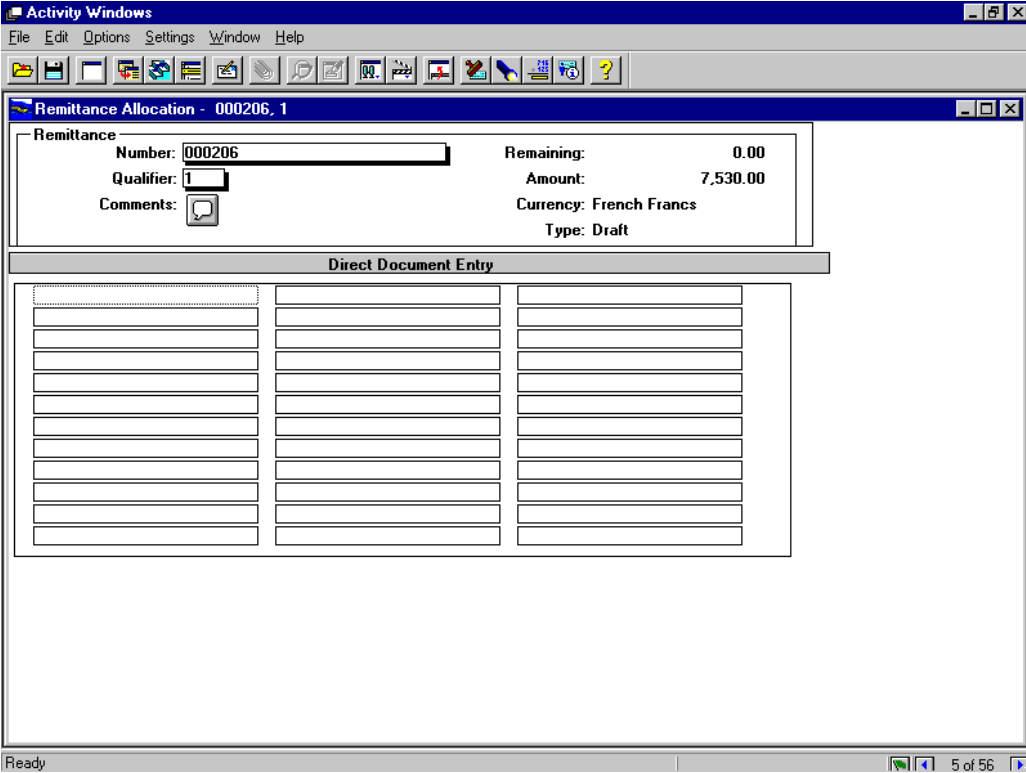 Activity Windows
File Edit Options Settings Window Help
Remittance Allocation - 000206, 1
Remittance
Number: 000206 Remaining: 0.00
Qualifier: 1 Amount: 7,530.00
Comments: Currency: French Francs
Type: Draft
Direct Document Entry
Ready 5 of 56